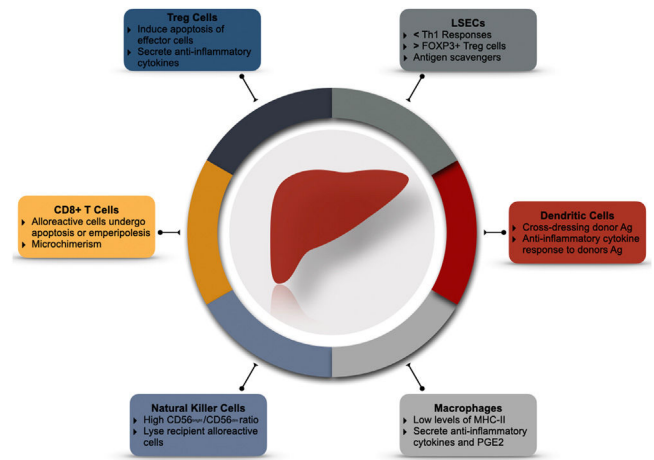 Treg Cells
Induce apoptosis of
effector cells
Secrete anti-inflammatory
cytokines
LSECs
< Th1 Responses
> FOXP3+ Treg cells
Antigen scavengers
CD8+ T Cells
Alloreactive cells undergo
apoptosis or emperipolesis
Microchimerism
Dendritic Cells
Cross-dressing donor Ag
Anti-inflammatory cytokine
response to donors Ag
Natural Killer Cells
High CD56bright/CD56dim ratio
Lyse recipient alloreactive
cells
Macrophages
Low levels of MHC-II
Secrete anti-inflammatory
cytokines and PGE2